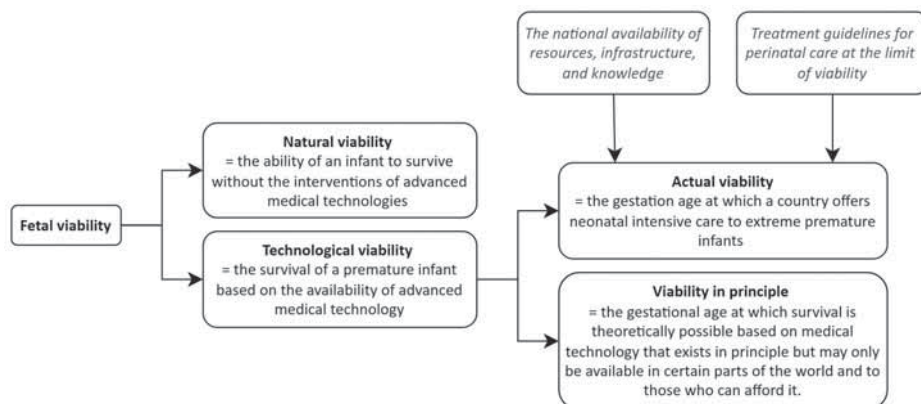 The national availability of
resources, infrastructure,
and knowledge
Treatment guidelines for
perinatal care at the limit
of viability
Natural viability
= the ability of an infant to survive
without the interventions of advanced
medical technologies
Fetal viability
Technological viability
= the survival of a premature infant
based on the availability of advanced
medical technology
Actual viability
= the gestation age at which a country offers
neonatal intensive care to extreme premature
infants
Viability in principle
= the gestational age at which survival is
theoretically possible based on medical
technology that exists in principle but may only
be available in certain parts of the world and to
those who can afford it.